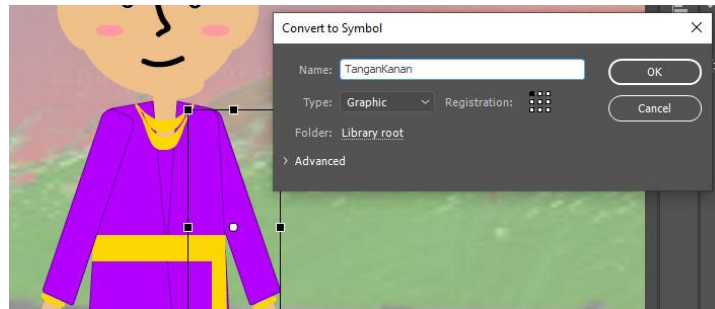 Convert to Symbol
Name: TanganKanan
OK
Type: Graphic Registration:
Cancel
Folder: Library root
Advanced